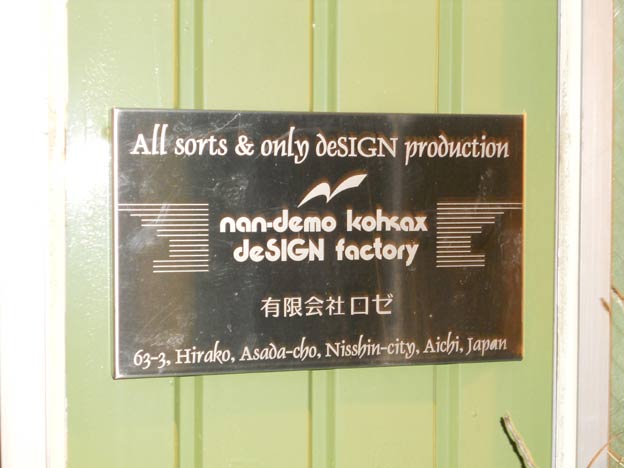 All sorts & only deSIGN production
nan-demo kohsax
deSIGN factory
有限会社ロゼ
63-3, Hirako, Asada-cho, Nisshin-city, Aichi, Japan